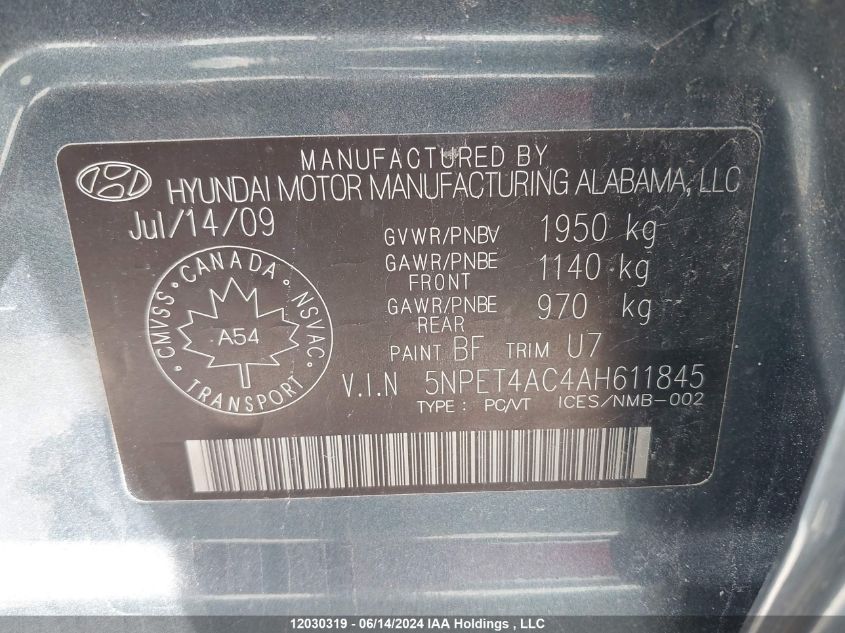 MANUFACTURED BY
HYUNDAI MOTOR MANUFACTURING ALABAMA, LLC
Jul/14/09
GVWR/PNBV 1950 kg
GAWR/PNBE FRONT 1140 kg
GAWR/PNBE REAR 970 kg
PAINT BF TRIM U7
V.I.N 5NPET4AC4AH611845
TYPE: PC/VT ICES/NMB-002
CMVSS · CANADA · NSVAC
A54
TRANSPORT
12030319 - 06/14/2024 IAA Holdings , LLC